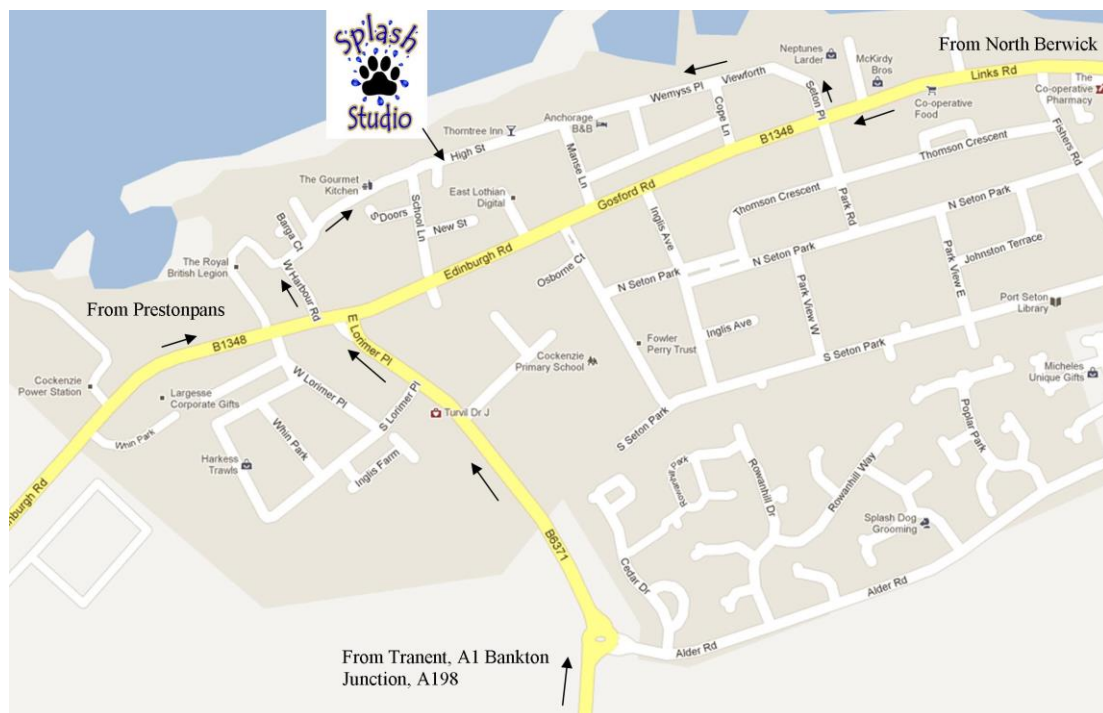 Splash
Studio
From North Berwick
Neptunes
Larder
McKirdy
Bros
Links Rd
The
Co-operative
Pharmacy
Viewforth
Wemyss Pl
Seton Pl
Co-operative
Food
Cope Ln
B1348
Fishers Rd
Anchorage
B&B
Thorntree Inn
High St
Manse Ln
Thomson Crescent
The Gourmet
Kitchen
East Lothian
Digital
Gosford Rd
Thomson Crescent
Park Rd
N Seton Park
S Doors
School Ln
New St
Inglis Ave
Barga Ct
Edinburgh Rd
N Seton Park
Johnston Terrace
The Royal
British Legion
W Harbour Rd
Osborne Ct
N Seton Park
Park View E
Park View W
Port Seton
Library
From Prestonpans
B1348
E Lorimer Pl
Inglis Ave
Fowler
Perry Trust
S Seton Park
Cockenzie
Primary School
Cockenzie
Power Station
Largesse
Corporate Gifts
W Lorimer Pl
S Lorimer Pl
Turvil Dr J
Micheles
Unique Gifts
Whin Park
Whin Park
S Seton Park
Poplar Park
Harkess
Trawls
Inglis Farm
Rowanhill
Park
Rowanhill Dr
Rowanhill Way
nburgh Rd
Splash Dog
Grooming
B6371
Cedar Dr
Alder Rd
From Tranent, A1 Bankton
Junction, A198
Alder Rd